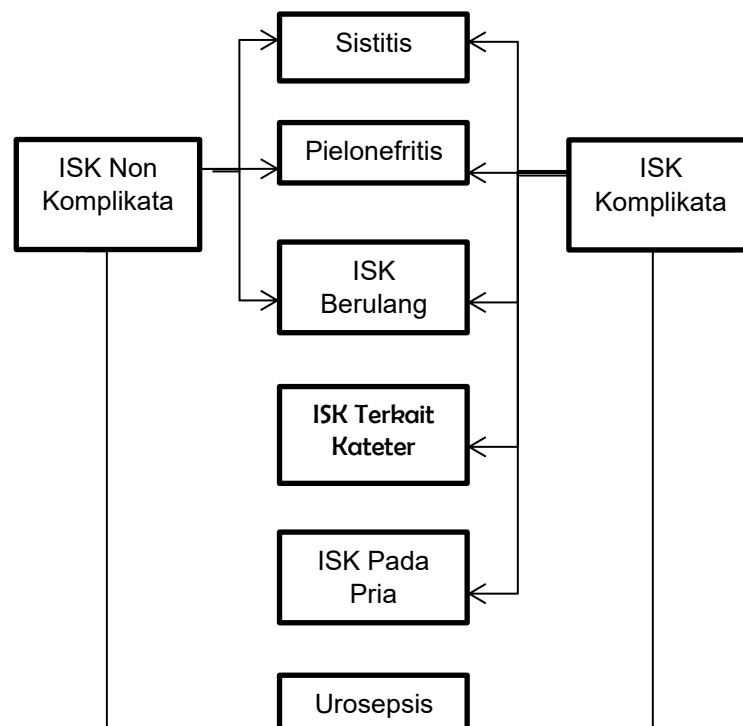 Sistitis
ISK Non
Komplikata
Pielonefritis
ISK
Komplikata
ISK
Berulang
ISK Terkait
Kateter
ISK Pada
Pria
Urosepsis